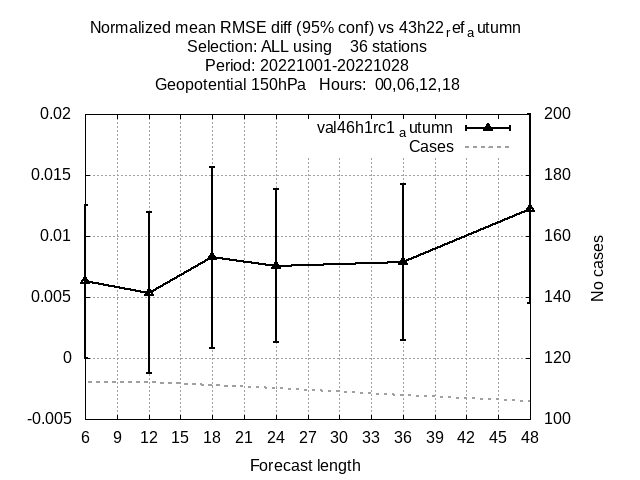 Normalized mean RMSE diff (95% conf) vs 43h22refautumn
Selection: ALL using 36 stations
Period: 20221001-20221028
Geopotential 150hPa Hours: 00,06,12,18
0.02
0.015
0.01
0.005
0
-0.005
val46h1rc1autumn
Cases
200
180
160
140
120
100
No cases
6 9 12 15 18 21 24 27 30 33 36 39 42 45 48
Forecast length